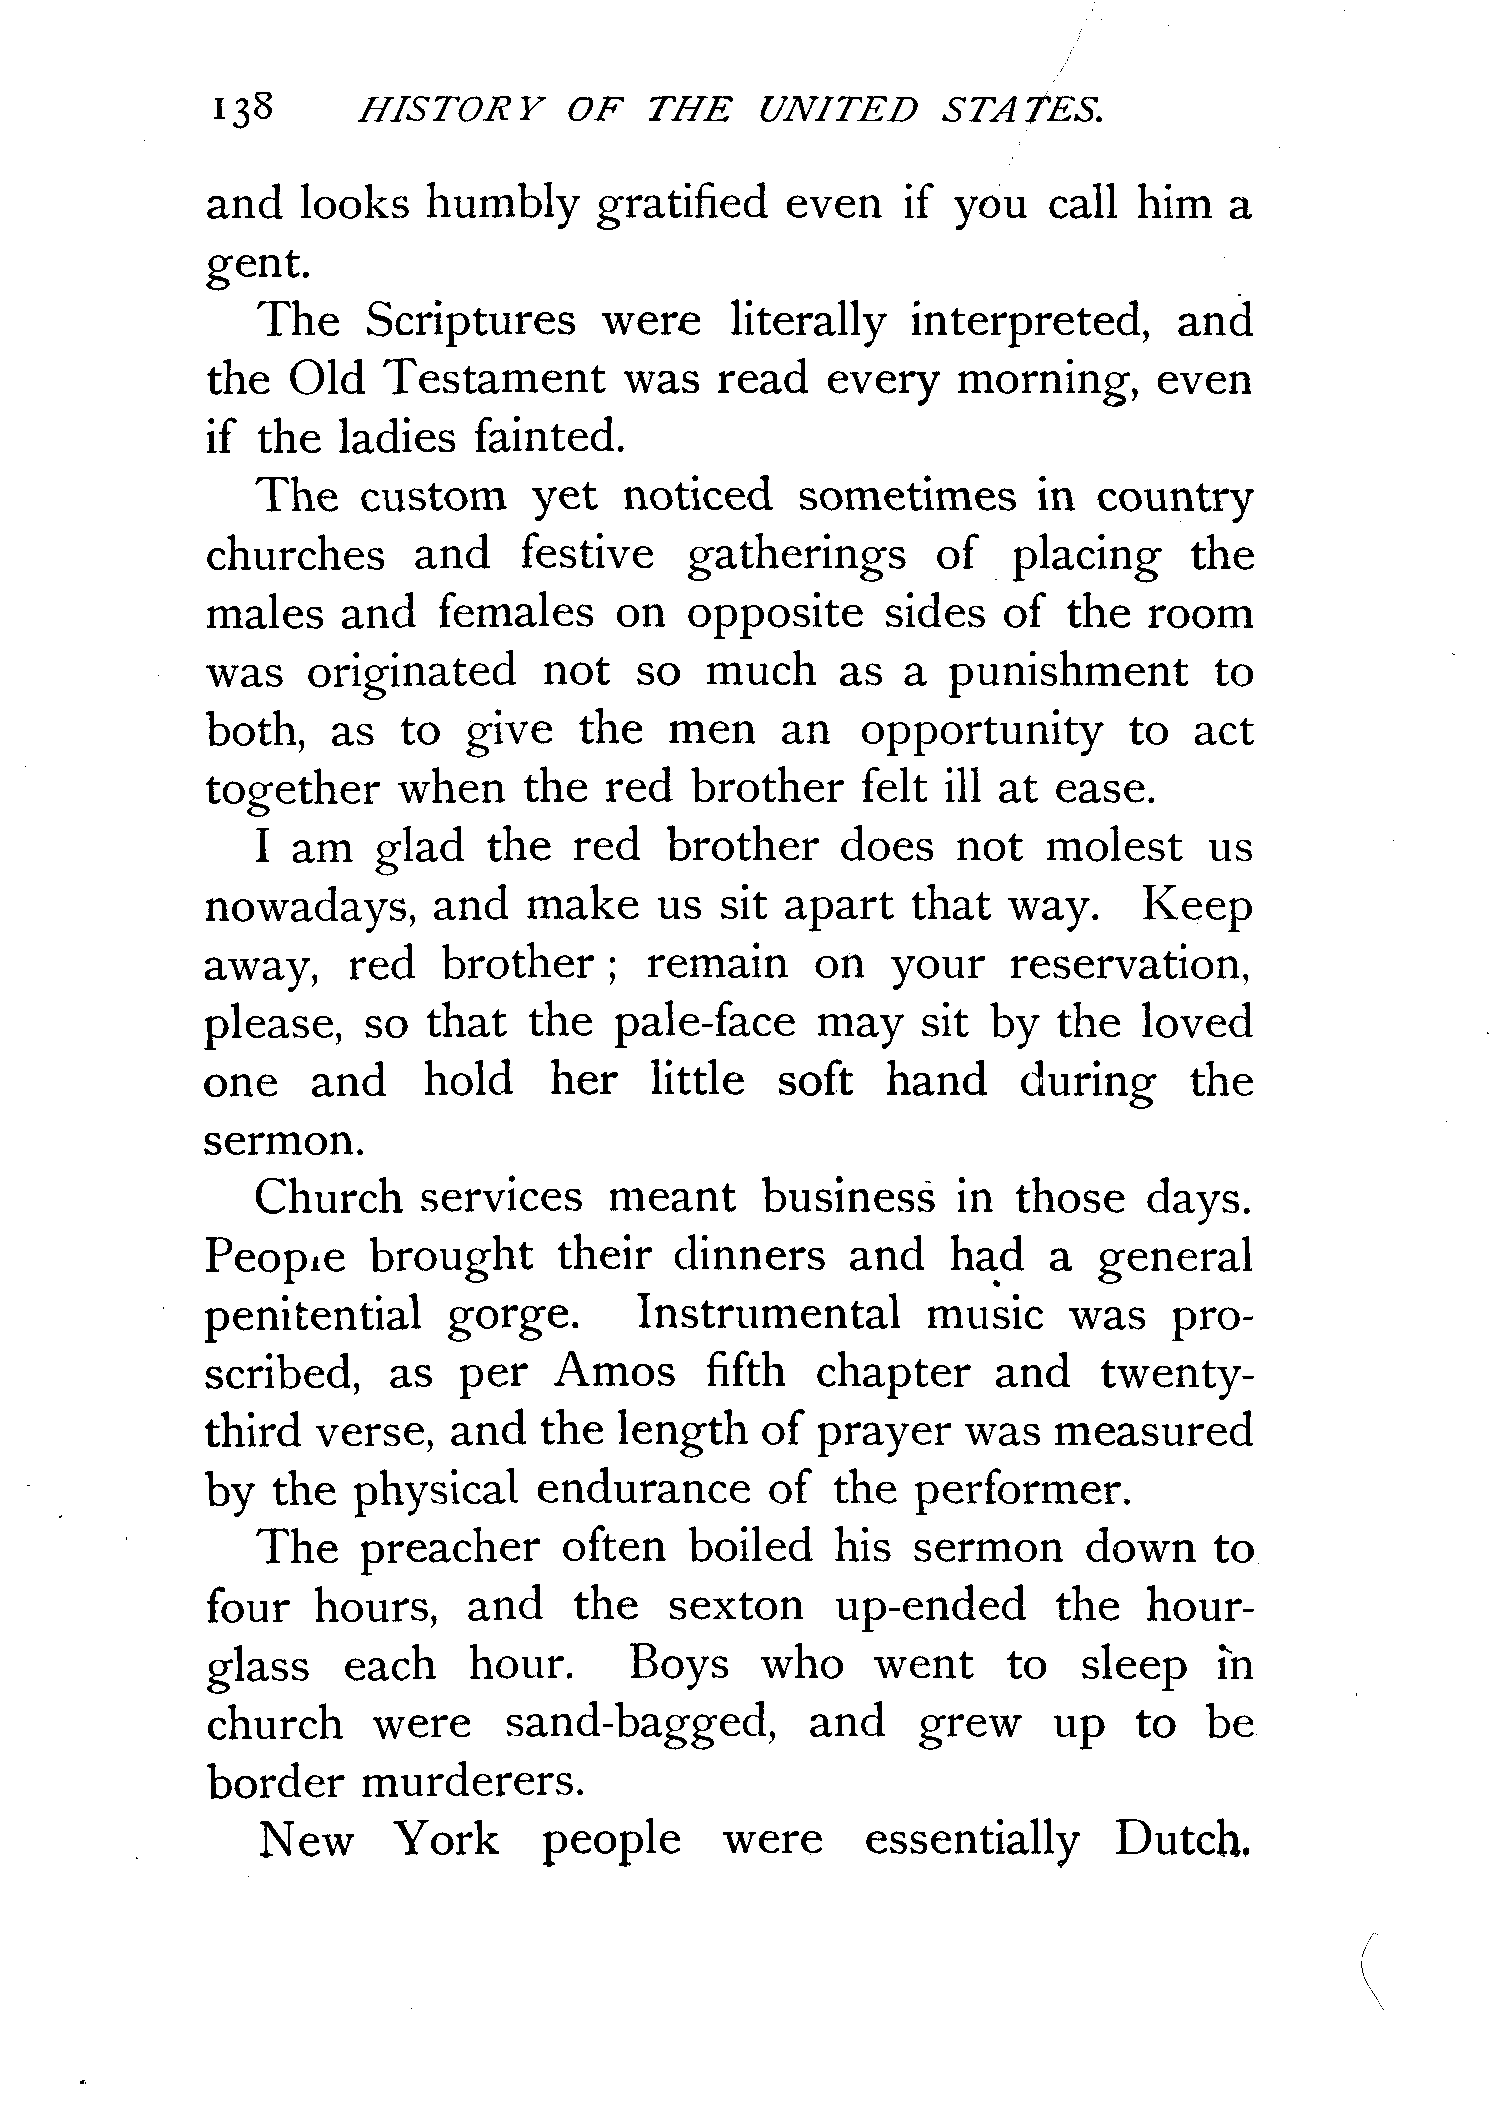 138 HISTORY OF THE UNITED STATES.
and looks humbly gratified even if you call him a
gent.
The Scriptures were literally interpreted, and
the Old Testament was read every morning, even
if the ladies fainted.
The custom yet noticed sometimes in country
churches and festive gatherings of placing the
males and females on opposite sides of the room
was originated not so much as a punishment to
both, as to give the men an opportunity to act
together when the red brother felt ill at ease.
I am glad the red brother does not molest us
nowadays, and make us sit apart that way. Keep
away, red brother; remain on your reservation,
please, so that the pale-face may sit by the loved
one and hold her little soft hand during the
sermon.
Church services meant business in those days.
People brought their dinners and had a general
penitential gorge. Instrumental music was pro-
scribed, as per Amos fifth chapter and twenty-
third verse, and the length of prayer was measured
by the physical endurance of the performer.
The preacher often boiled his sermon down to
four hours, and the sexton up-ended the hour-
glass each hour. Boys who went to sleep in
church were sand-bagged, and grew up to be
border murderers.
New York people were essentially Dutch.